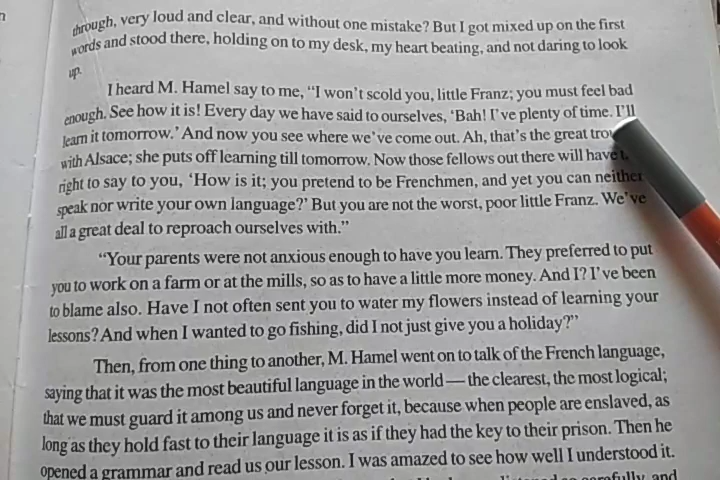 through, very loud and clear, and without one mistake? But I got mixed up on the first
words and stood there, holding on to my desk, my heart beating, and not daring to look
up.
I heard M. Hamel say to me, “I won’t scold you, little Franz; you must feel bad
enough. See how it is! Every day we have said to ourselves, ‘Bah! I’ve plenty of time. I’ll
learn it tomorrow.’ And now you see where we’ve come out. Ah, that’s the great
with Alsace; she puts off learning till tomorrow. Now those fellows out there will have
right to say to you, ‘How is it; you pretend to be Frenchmen, and yet you can neither
speak nor write your own language?’ But you are not the worst, poor little Franz. We’ve
all a great deal to reproach ourselves with.”
“Your parents were not anxious enough to have you learn. They preferred to put
you to work on a farm or at the mills, so as to have a little more money. And I? I’ve been
to blame also. Have I not often sent you to water my flowers instead of learning your
lessons? And when I wanted to go fishing, did I not just give you a holiday?”
Then, from one thing to another, M. Hamel went on to talk of the French language,
saying that it was the most beautiful language in the world — the clearest, the most logical;
that we must guard it among us and never forget it, because when people are enslaved, as
long as they hold fast to their language it is as if they had the key to their prison. Then he
opened a grammar and read us our lesson. I was amazed to see how well I understood it.
carefully, and